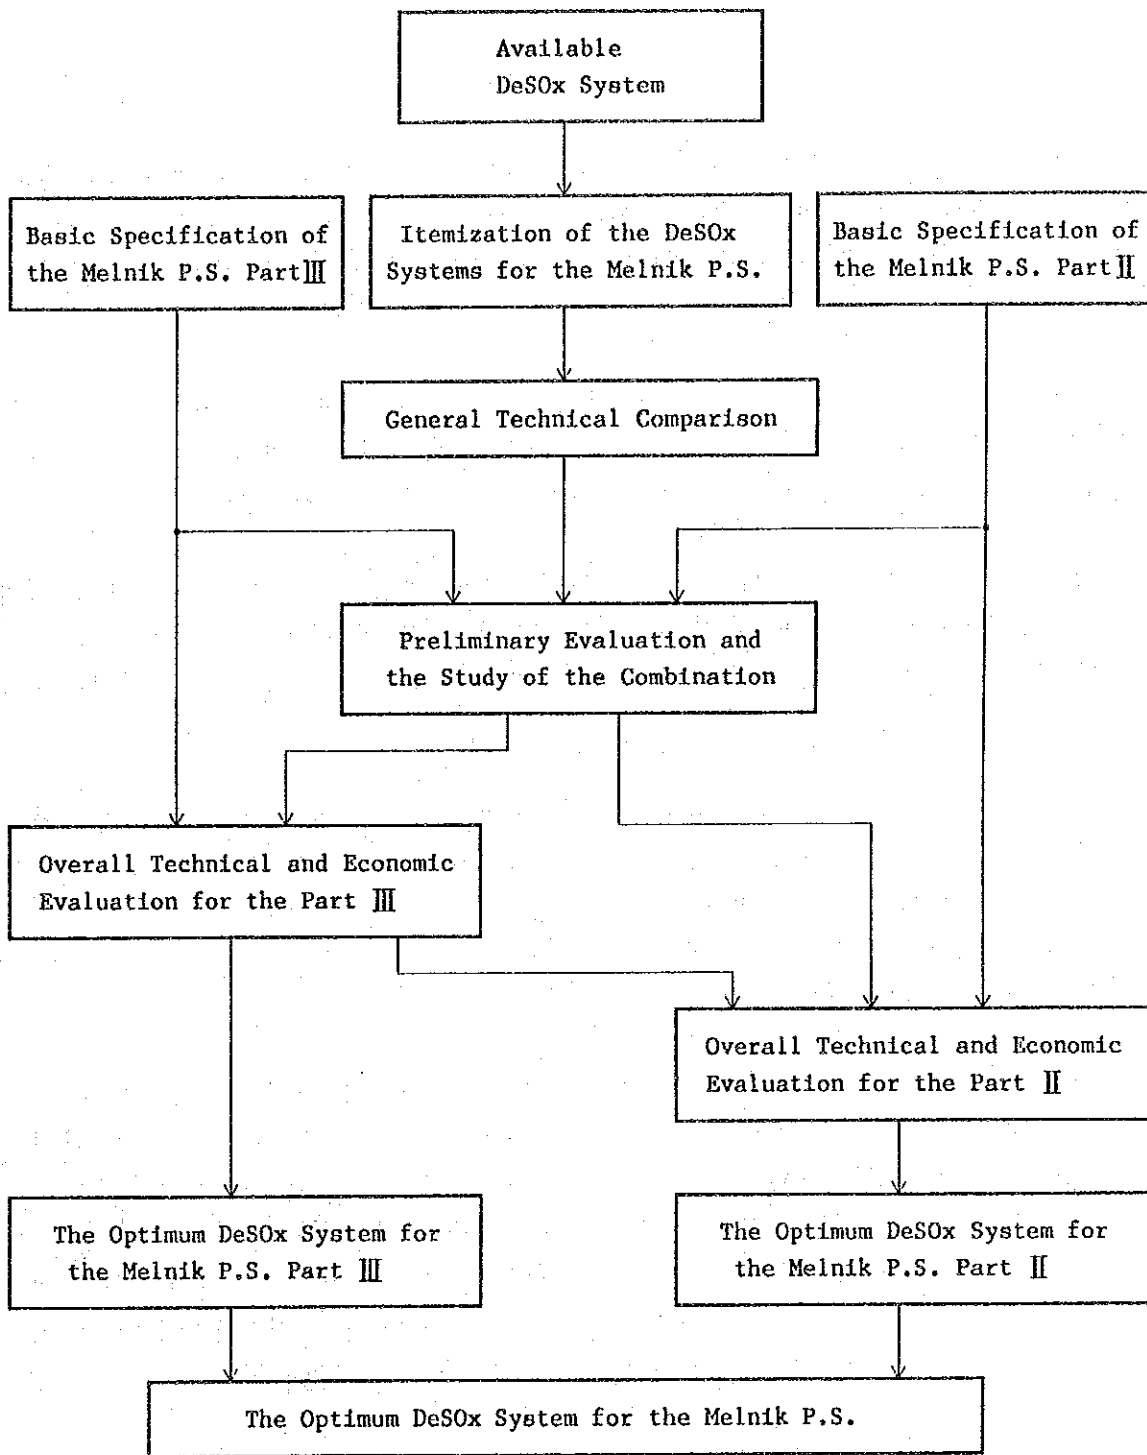 Available
DeSOx System
Basic Specification of
the Melnik P.S. Part III
Itemization of the DeSOx
Systems for the Melnik P.S.
Basic Specification of
the Melnik P.S. Part II
General Technical Comparison
Preliminary Evaluation and
the Study of the Combination
Overall Technical and Economic
Evaluation for the Part III
Overall Technical and Economic
Evaluation for the Part II
The Optimum DeSOx System for
the Melnik P.S. Part III
The Optimum DeSOx System for
the Melnik P.S. Part II
The Optimum DeSOx System for the Melnik P.S.